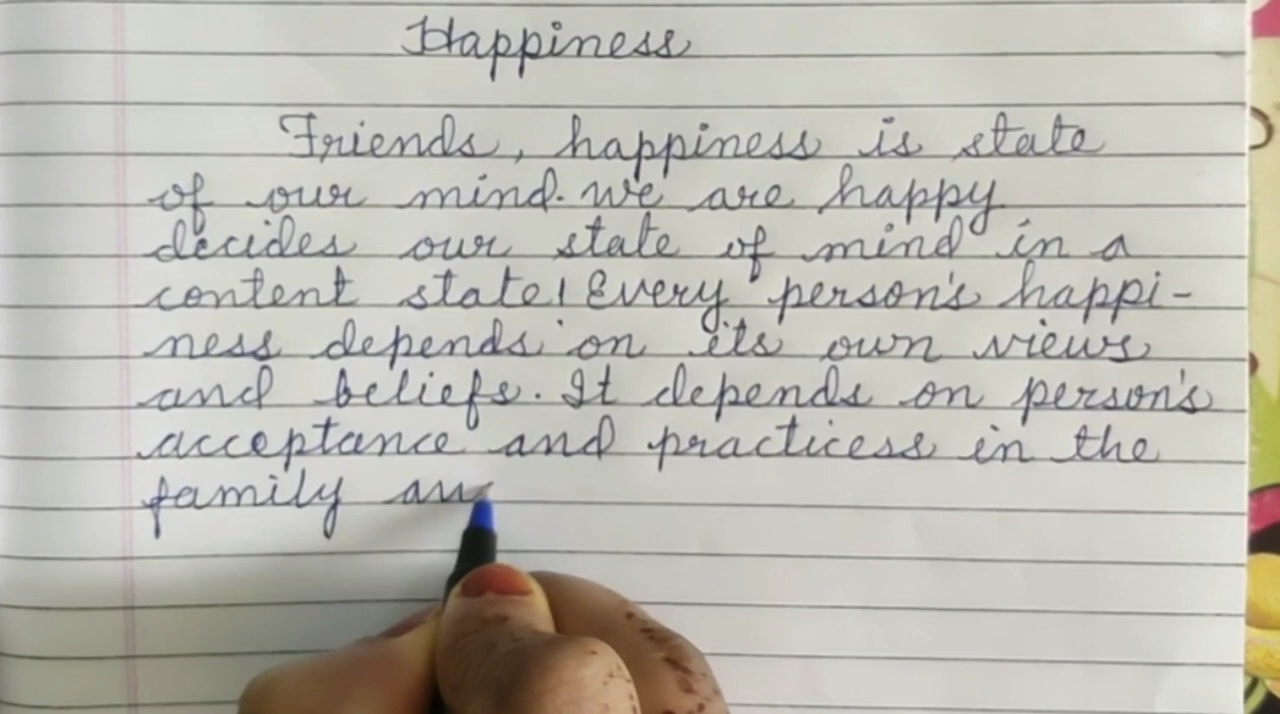 Happiness
Friends, happiness is state
of our mind. we are happy
decides our state of mind in a
content state! Every person's happi-
ness depends on its own views
and beliefs. It depends on person's
acceptance and practicess in the
family